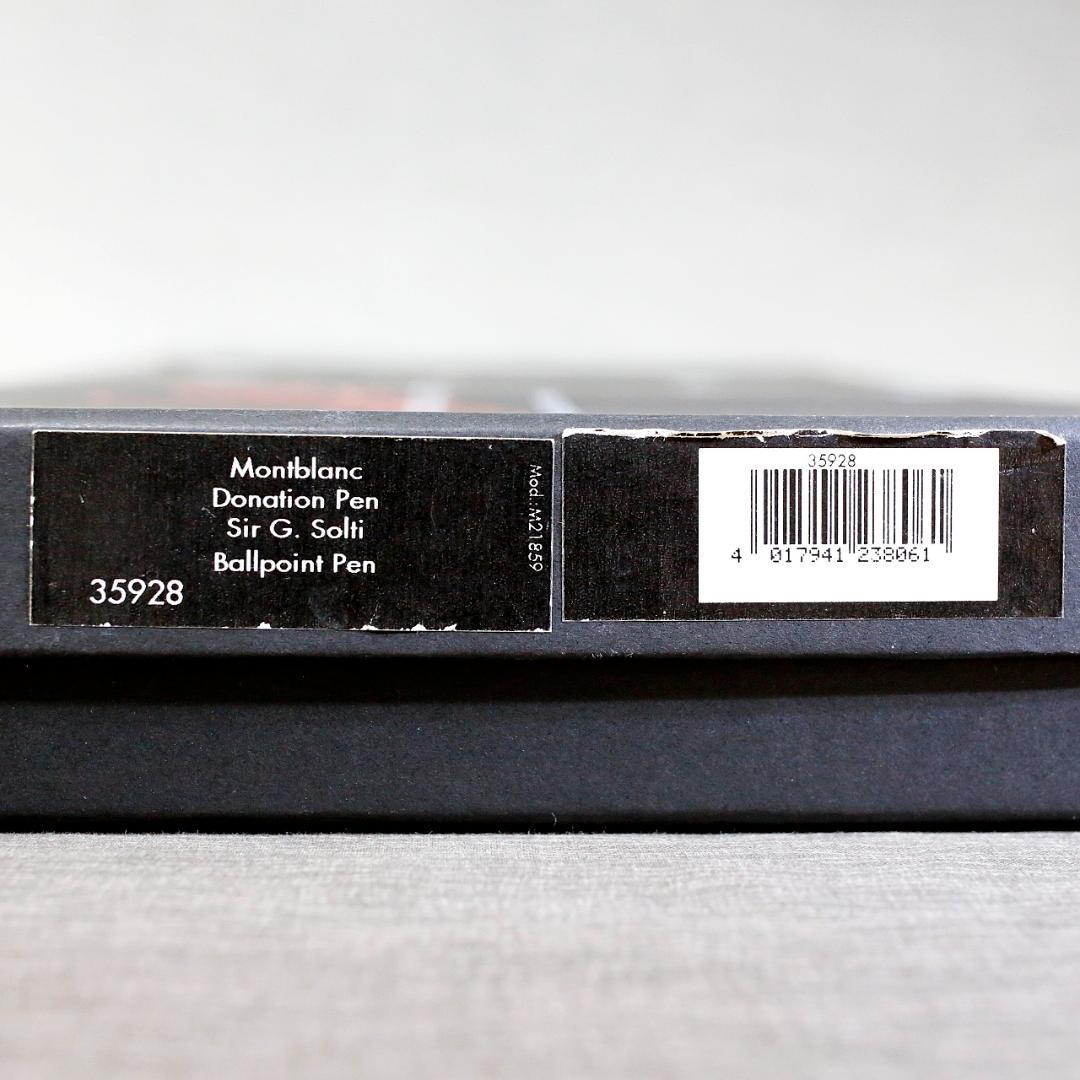 Montblanc
Donation Pen
Sir G. Solti
Ballpoint Pen
35928
Mod.: M21859
35928
4 017941 238061